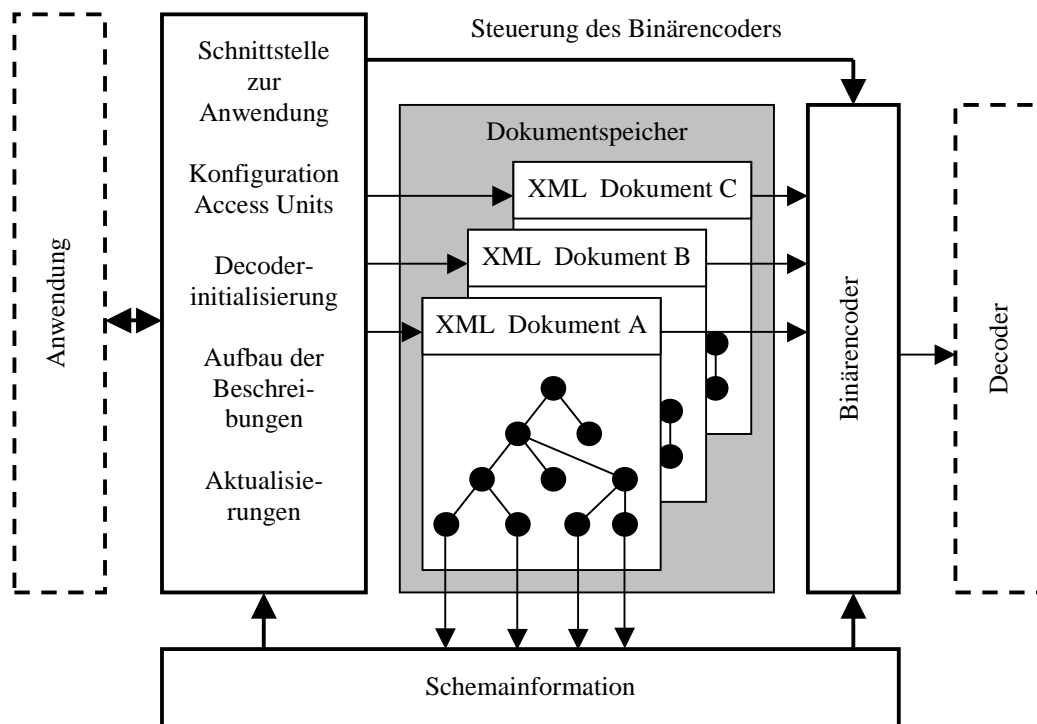 Steuerung des Binärencoders
Schnittstelle
zur
Anwendung
Konfiguration
Access Units
Decoder-
initialisierung
Aufbau der
Beschrei-
bungen
Aktualisie-
rungen
Anwendung
Dokumentspeicher
XML Dokument C
XML Dokument B
XML Dokument A
Binärencoder
Decoder
Schemainformation